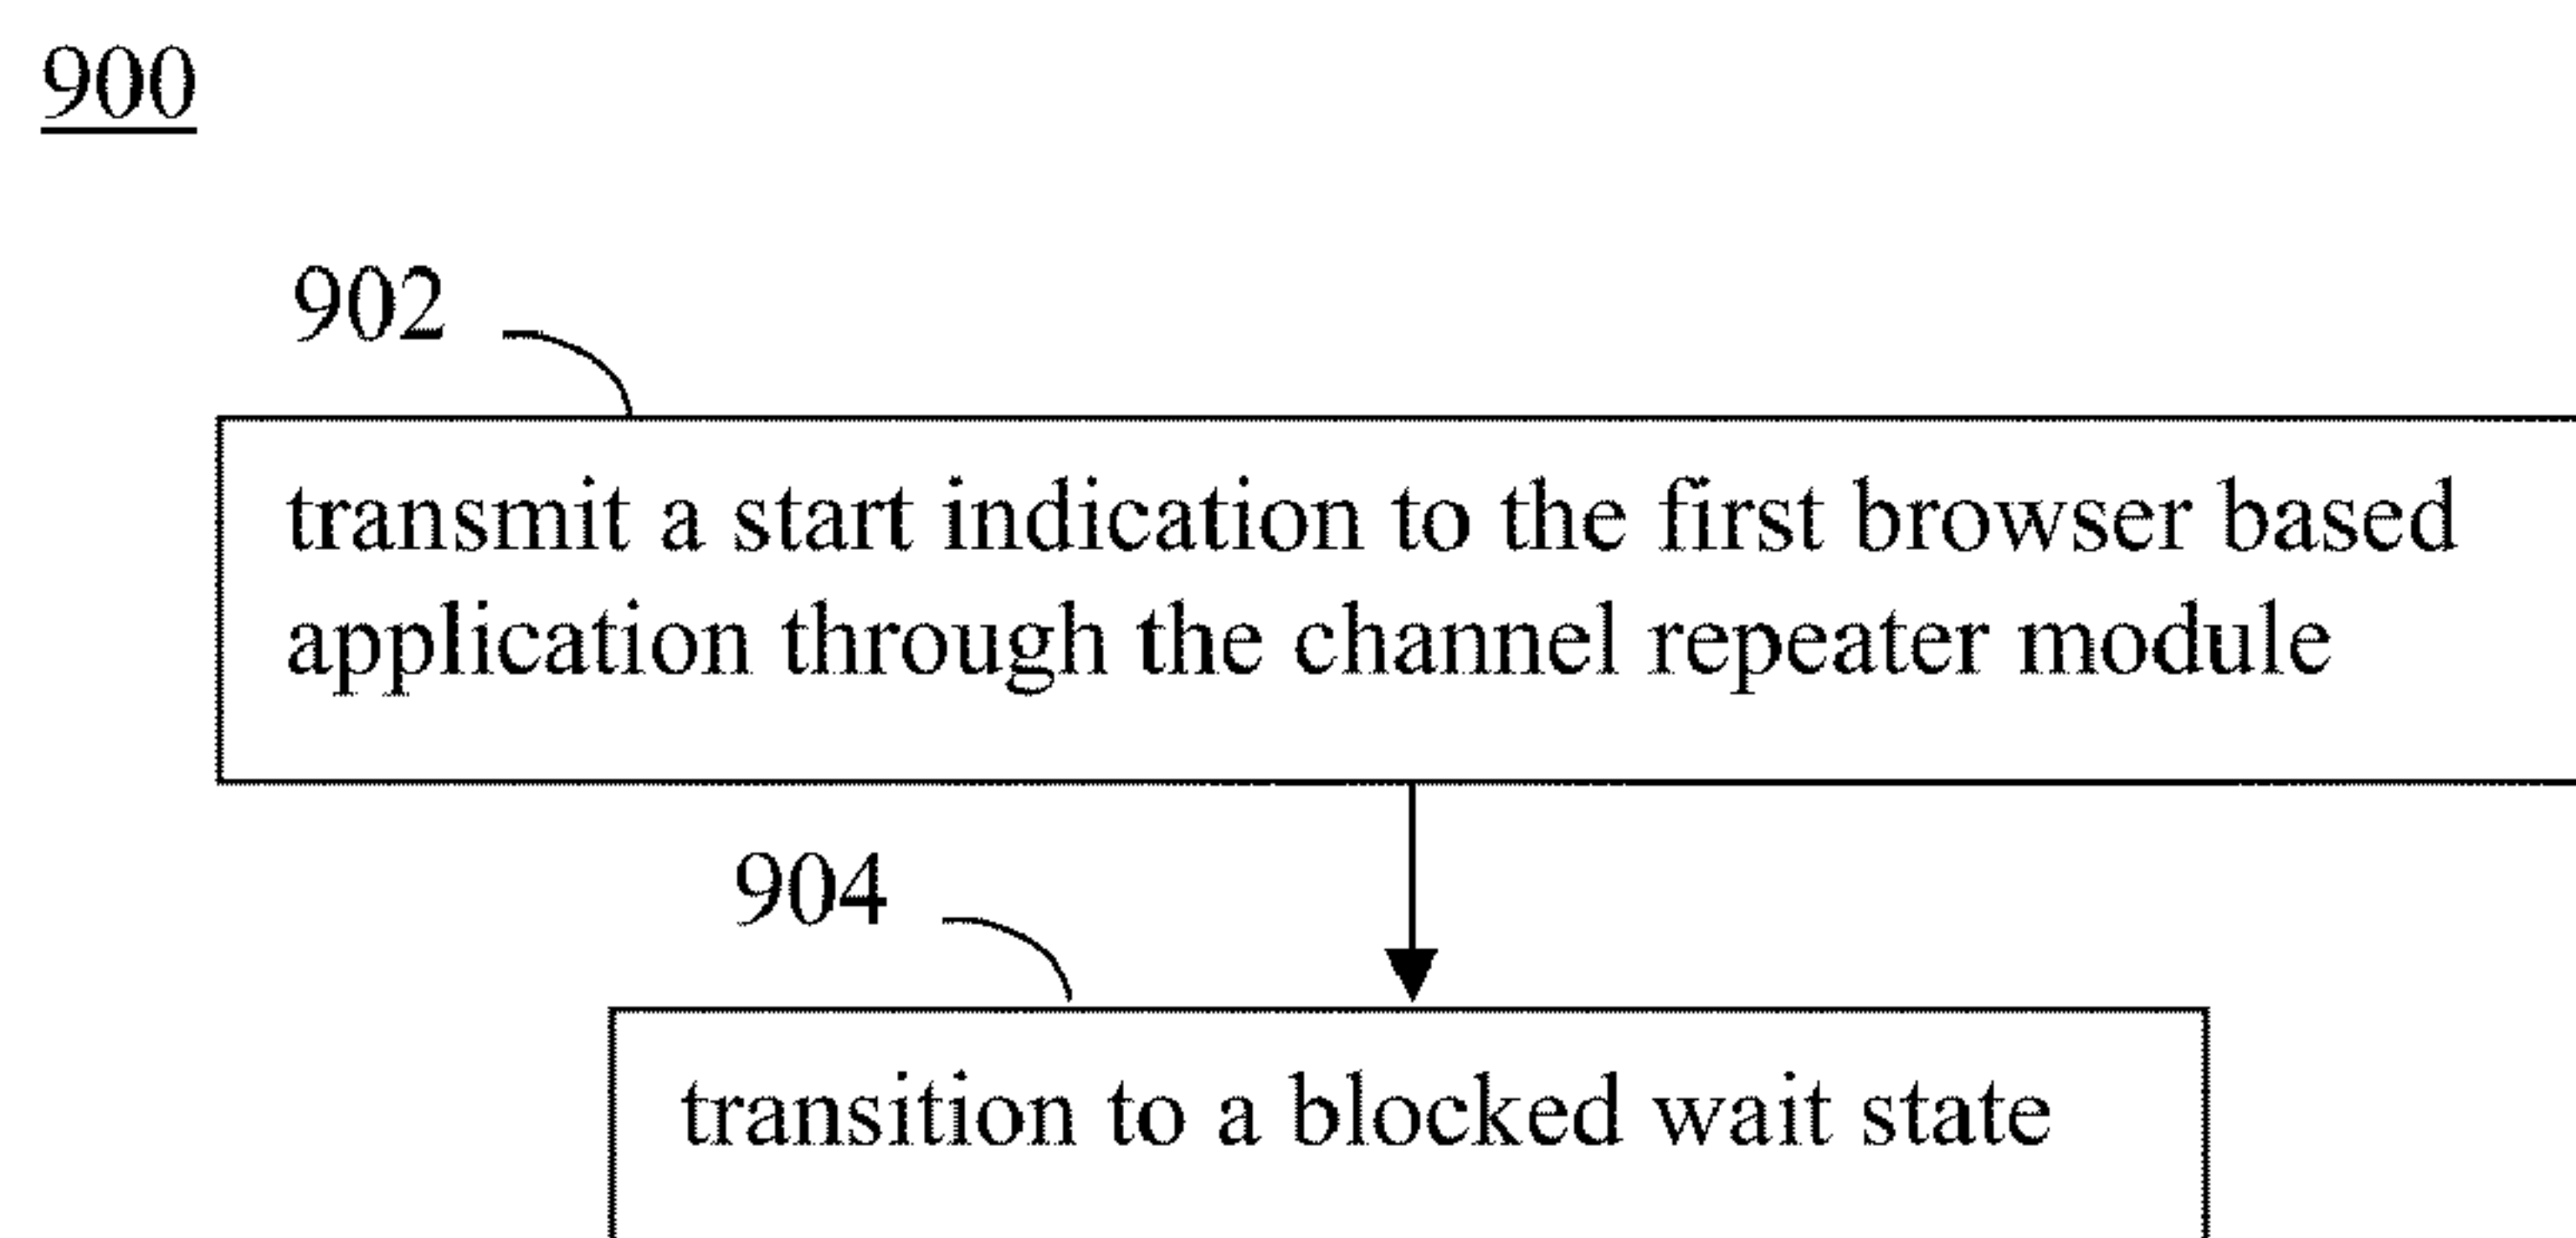 900
902
transmit a start indication to the first browser based
application through the channel repeater module
904
transition to a blocked wait state